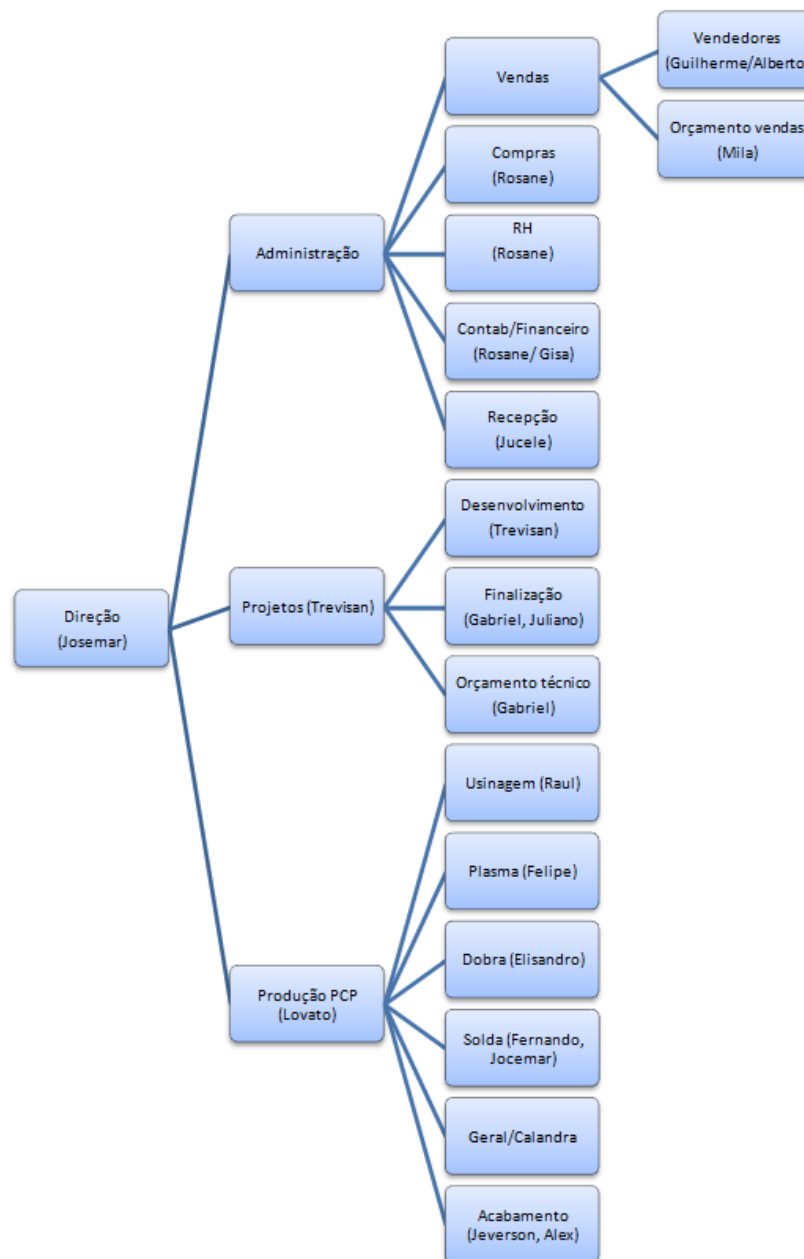 Vendedores
(Guilherme/Alberto
Vendas
Orçamento vendas
(Mila)
Compras
(Rosane)
RH
(Rosane)
Administração
Contab/Financeiro
(Rosane/ Gisa)
Recepção
(Jucele)
Desenvolvimento
(Trevisan)
Direção
(Josemar)
Projetos (Trevisan)
Finalização
(Gabriel, Juliano)
Orçamento técnico
(Gabriel)
Usinagem (Raul)
Plasma (Felipe)
Dobra (Elisandro)
Produção PCP
(Lovato)
Solda (Fernando,
Jocemar)
Geral/Calandra
Acabamento
(Jeverson, Alex)